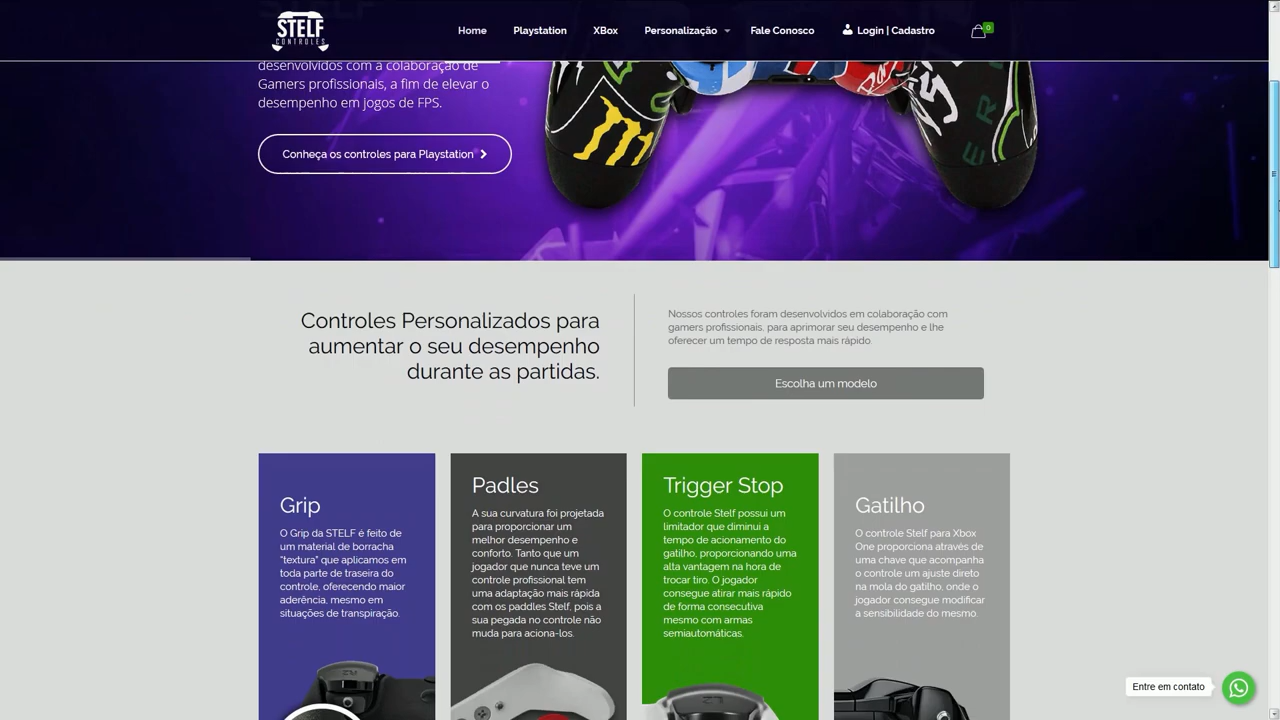 STELF
CONTROLES
Home
Playstation
XBox
Personalização
Fale Conosco
Login | Cadastro
0
desenvolvidos com a colaboração de
Gamers profissionais, a fim de elevar o
desempenho em jogos de FPS.
Conheça os controles para Playstation
Controles Personalizados para
aumentar o seu desempenho
durante as partidas.
Nossos controles foram desenvolvidos em colaboração com
gamers profissionais, para aprimorar seu desempenho e lhe
oferecer um tempo de resposta mais rápido.
Escolha um modelo
Grip
O Grip da STELF é feito de
um material de borracha
"textura" que aplicamos em
toda parte de traseira do
controle, oferecendo maior
aderência, mesmo em
situações de transpiração.
Padles
A sua curvatura foi projetada
para proporcionar um
melhor desempenho e
conforto. Tanto que um
jogador que nunca teve um
controle profissional tem
uma adaptação mais rápida
com os paddles Stelf, pois a
sua pegada no controle não
muda para aciona-los.
Trigger Stop
O controle Stelf possui um
limitador que diminui a
tempo de acionamento do
gatilho, proporcionando uma
alta vantagem na hora de
trocar tiro. O jogador
consegue atirar mais rápido
de forma consecutiva
mesmo com armas
semiautomáticas.
Gatilho
O controle Stelf para Xbox
One proporciona através de
uma chave que acompanha
o controle um ajuste direto
na mola do gatilho, onde o
jogador consegue modificar
a sensibilidade do mesmo.
Entre em contato